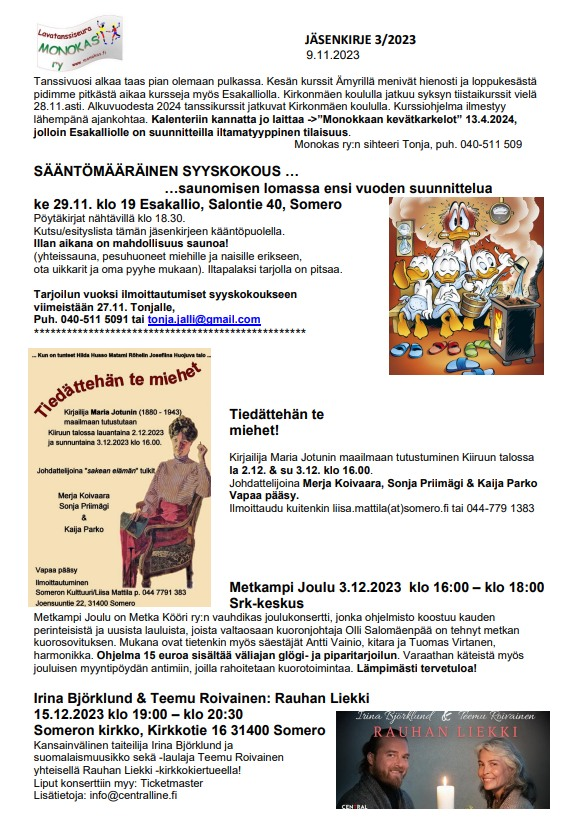 Lavatanssiseura
MONOKAS
ry
www.monokas.fi
JÄSENKIRJE 3/2023
9.11.2023
Tanssivuosi alkaa taas pian olemaan pulkassa. Kesän kurssit Ämyrillä menivät hienosti ja loppukesästä
pidimme pitkästä aikaa kursseja myös Esakalliolla. Kirkonmäen koululla jatkuu syksyn tiistaikurssit vielä
28.11.asti. Alkuvuodesta 2024 tanssikurssit jatkuvat Kirkonmäen koululla. Kurssiohjelma ilmestyy
lähempänä ajankohtaa. Kalenteriin kannatta jo laittaa ->"Monokkaan kevätkarkelot" 13.4.2024,
jolloin Esakalliolle on suunnitteilla iltamatyyppinen tilaisuus.
Monokas ry:n sihteeri Tonja, puh. 040-511 509
SÄÄNTÖMÄÄRÄINEN SYYSKOKOUS …
…saunomisen lomassa ensi vuoden suunnittelua
ke 29.11. klo 19 Esakallio, Salontie 40, Somero
Pöytäkirjat nähtävillä klo 18.30.
Kutsu/esityslista tämän jäsenkirjeen kääntöpuolella.
Illan aikana on mahdollisuus saunoa!
(yhteissauna, pesuhuoneet miehille ja naisille erikseen,
ota uikkarit ja oma pyyhe mukaan). Iltapalaksi tarjolla on pitsaa.
Tarjoilun vuoksi ilmoittautumiset syyskokoukseen
viimeistään 27.11. Tonjalle,
Puh. 040-511 5091 tai tonja.jalli@gmail.com
**************************************************
... Kun on tunteet Hilda Husso Matami Röhelin Josefiina Huojuva talo ...
Tiedättehän te miehet
Kirjailija Maria Jotunin (1880 - 1943)
maailmaan tutustutaan
Kiiruun talossa lauantaina 2.12.2023
ja sunnuntaina 3.12.2023 klo 16.00.
Johdattelijoina "sakean elämän" tulkit
Merja Koivaara
Sonja Priimägi
&
Kaija Parko
Vapaa pääsy
Ilmoittautuminen
Someron Kulttuuri/Liisa Mattila p. 044 7791 383
Joensuuntie 22, 31400 Somero
Tiedättehän te
miehet!
Kirjailija Maria Jotunin maailmaan tutustuminen Kiiruun talossa
la 2.12. & su 3.12. klo 16.00.
Johdattelijoina Merja Koivaara, Sonja Priimägi & Kaija Parko
Vapaa pääsy.
Ilmoittaudu kuitenkin liisa.mattila(at)somero.fi tai 044-779 1383
Metkampi Joulu 3.12.2023 klo 16:00 – klo 18:00
Srk-keskus
Metkampi Joulu on Metka Kööri ry:n vauhdikas joulukonsertti, jonka ohjelmisto koostuu kauden
perinteisistä ja uusista lauluista, joista valtaosaan kuoronjohtaja Olli Salomäenpää on tehnyt metkan
kuorosovituksen. Mukana ovat tietenkin myös säestäjät Antti Vainio, kitara ja Tuomas Virtanen,
harmonikka. Ohjelma 15 euroa sisältää väliajan glögi- ja piparitarjoilun. Varaathan käteistä myös
jouluisen myyntipöydän antimiin, joilla rahoitetaan kuorotoimintaa. Lämpimästi tervetuloa!
Irina Björklund & Teemu Roivainen: Rauhan Liekki
15.12.2023 klo 19:00 – klo 20:30
Someron kirkko, Kirkkotie 16 31400 Somero
Kansainvälinen taiteilija Irina Björklund ja
suomalaismuusikko sekä -laulaja Teemu Roivainen
yhteisellä Rauhan Liekki -kirkkokiertueella!
Liput konserttiin myy: Ticketmaster
Lisätietoja: info@centralline.fi
Irina Björklund & Teemu Roivainen
RAUHAN LIEKKI